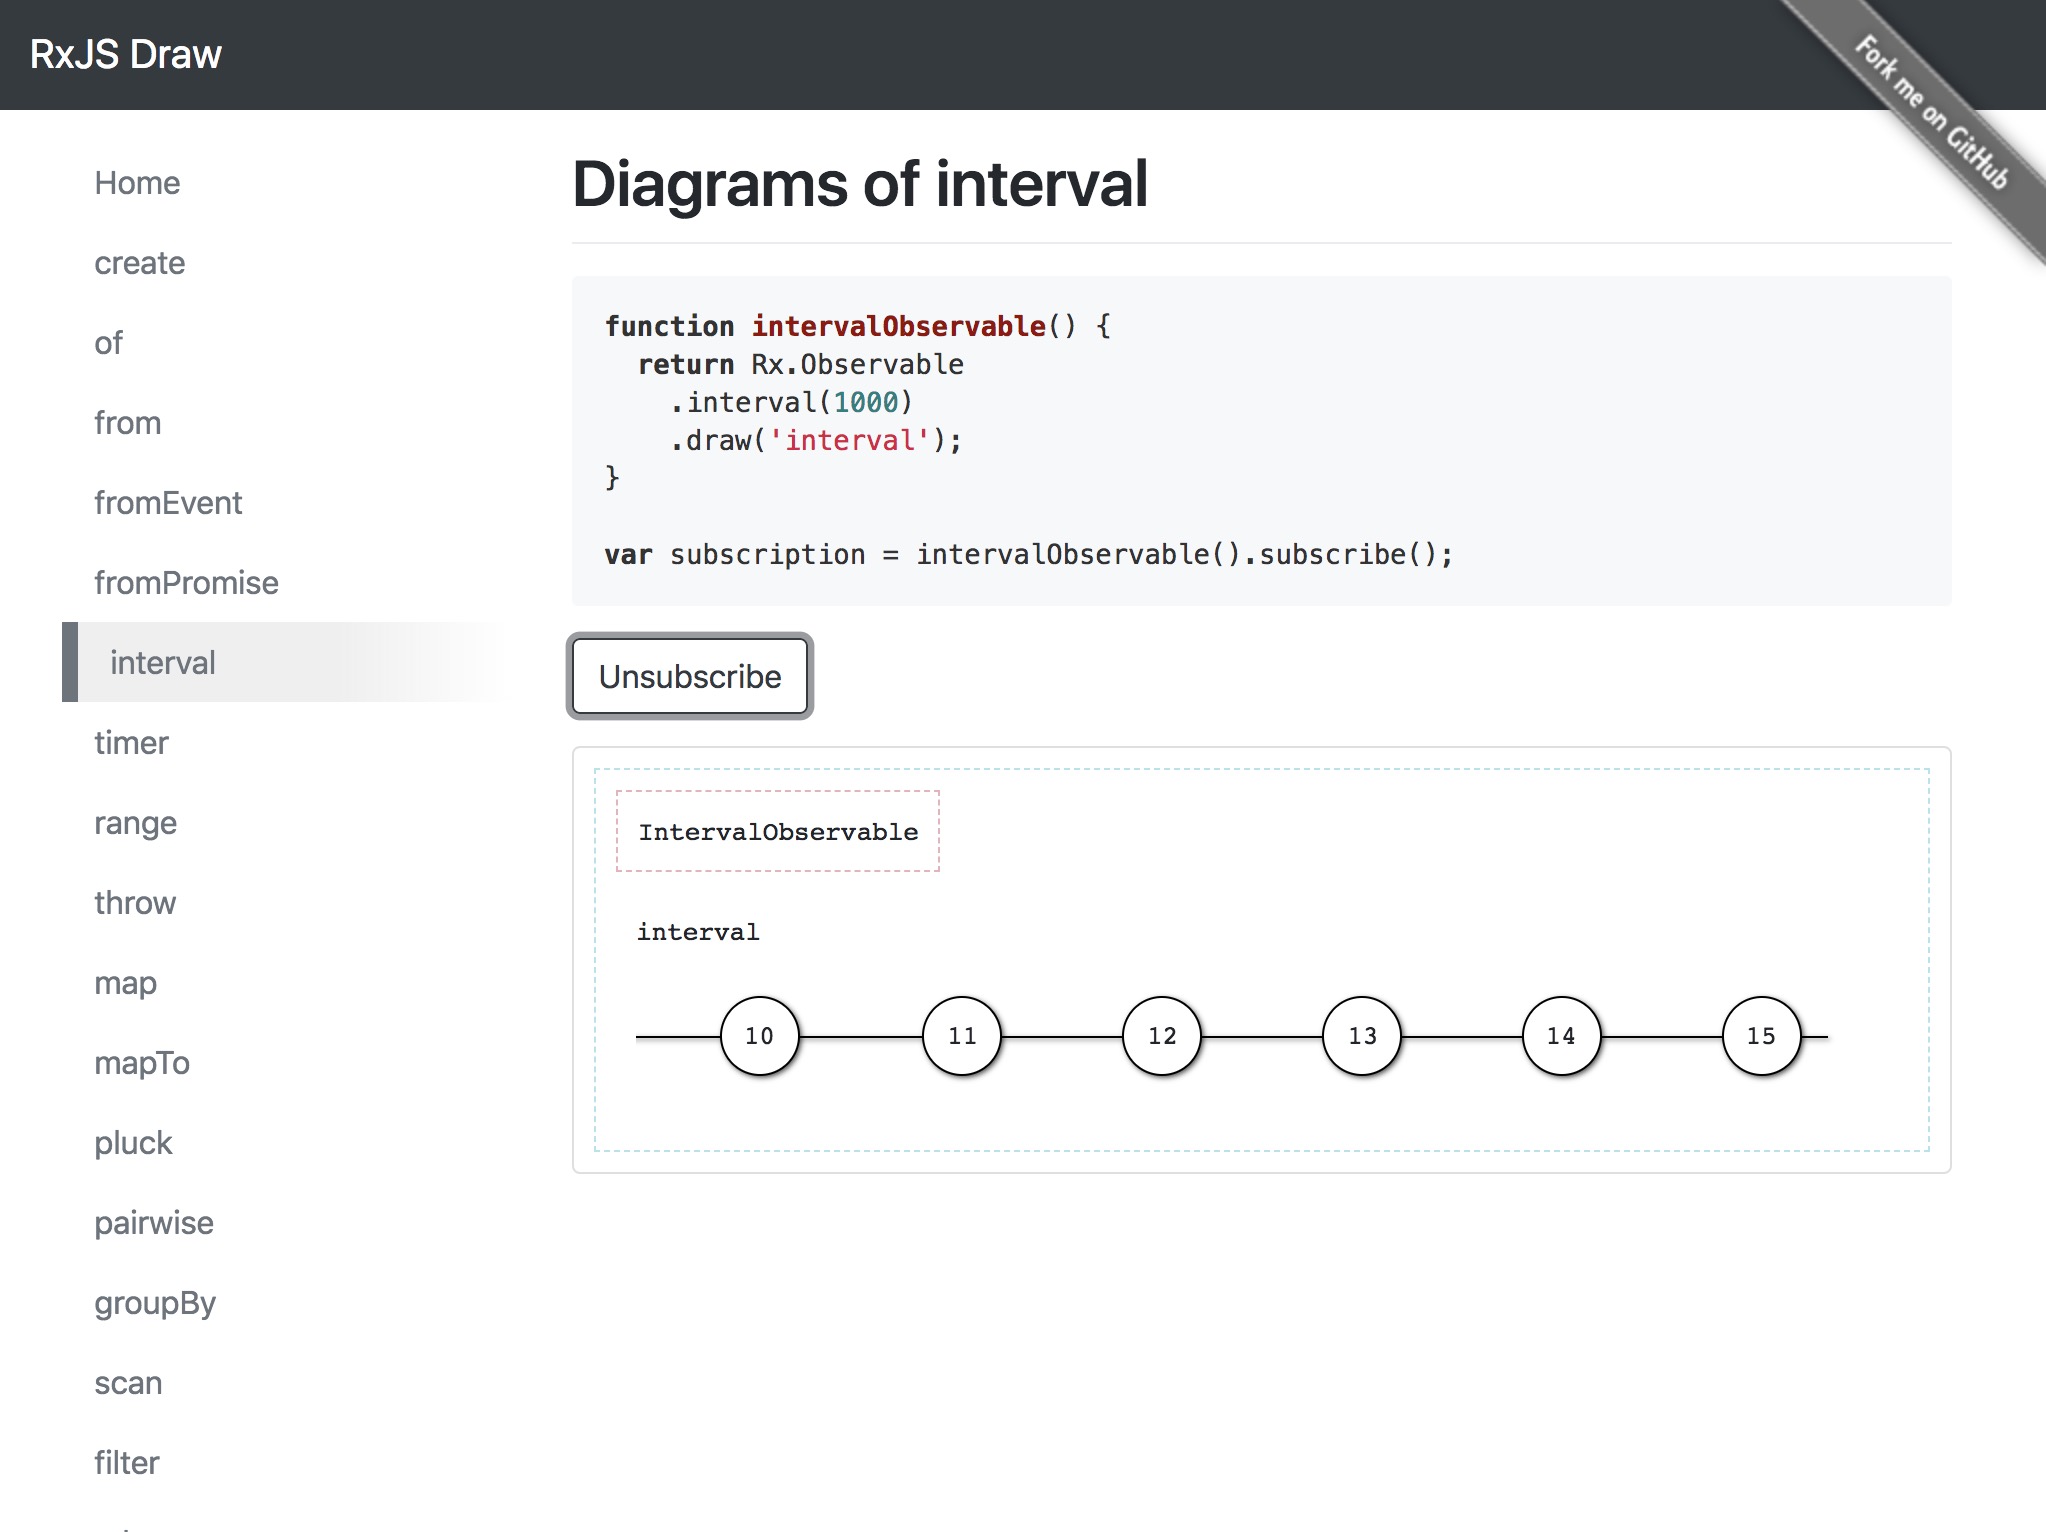 RxJS Draw
Fork me on GitHub
Home
create
of
from
fromEvent
fromPromise
interval
timer
range
throw
map
mapTo
pluck
pairwise
groupBy
scan
filter
Diagrams of interval
function intervalObservable() {
  return Rx.Observable
    .interval(1000)
    .draw('interval');
}
var subscription = intervalObservable().subscribe();
Unsubscribe
IntervalObservable
interval
10 11 12 13 14 15